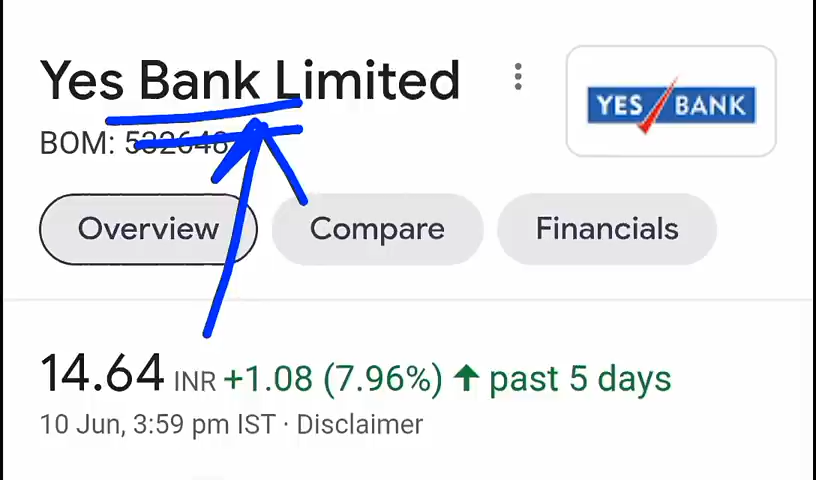 Yes Bank Limited
YES BANK
BOM: 532648
Overview Compare Financials
14.64 INR +1.08 (7.96%) ↑ past 5 days
10 Jun, 3:59 pm IST · Disclaimer